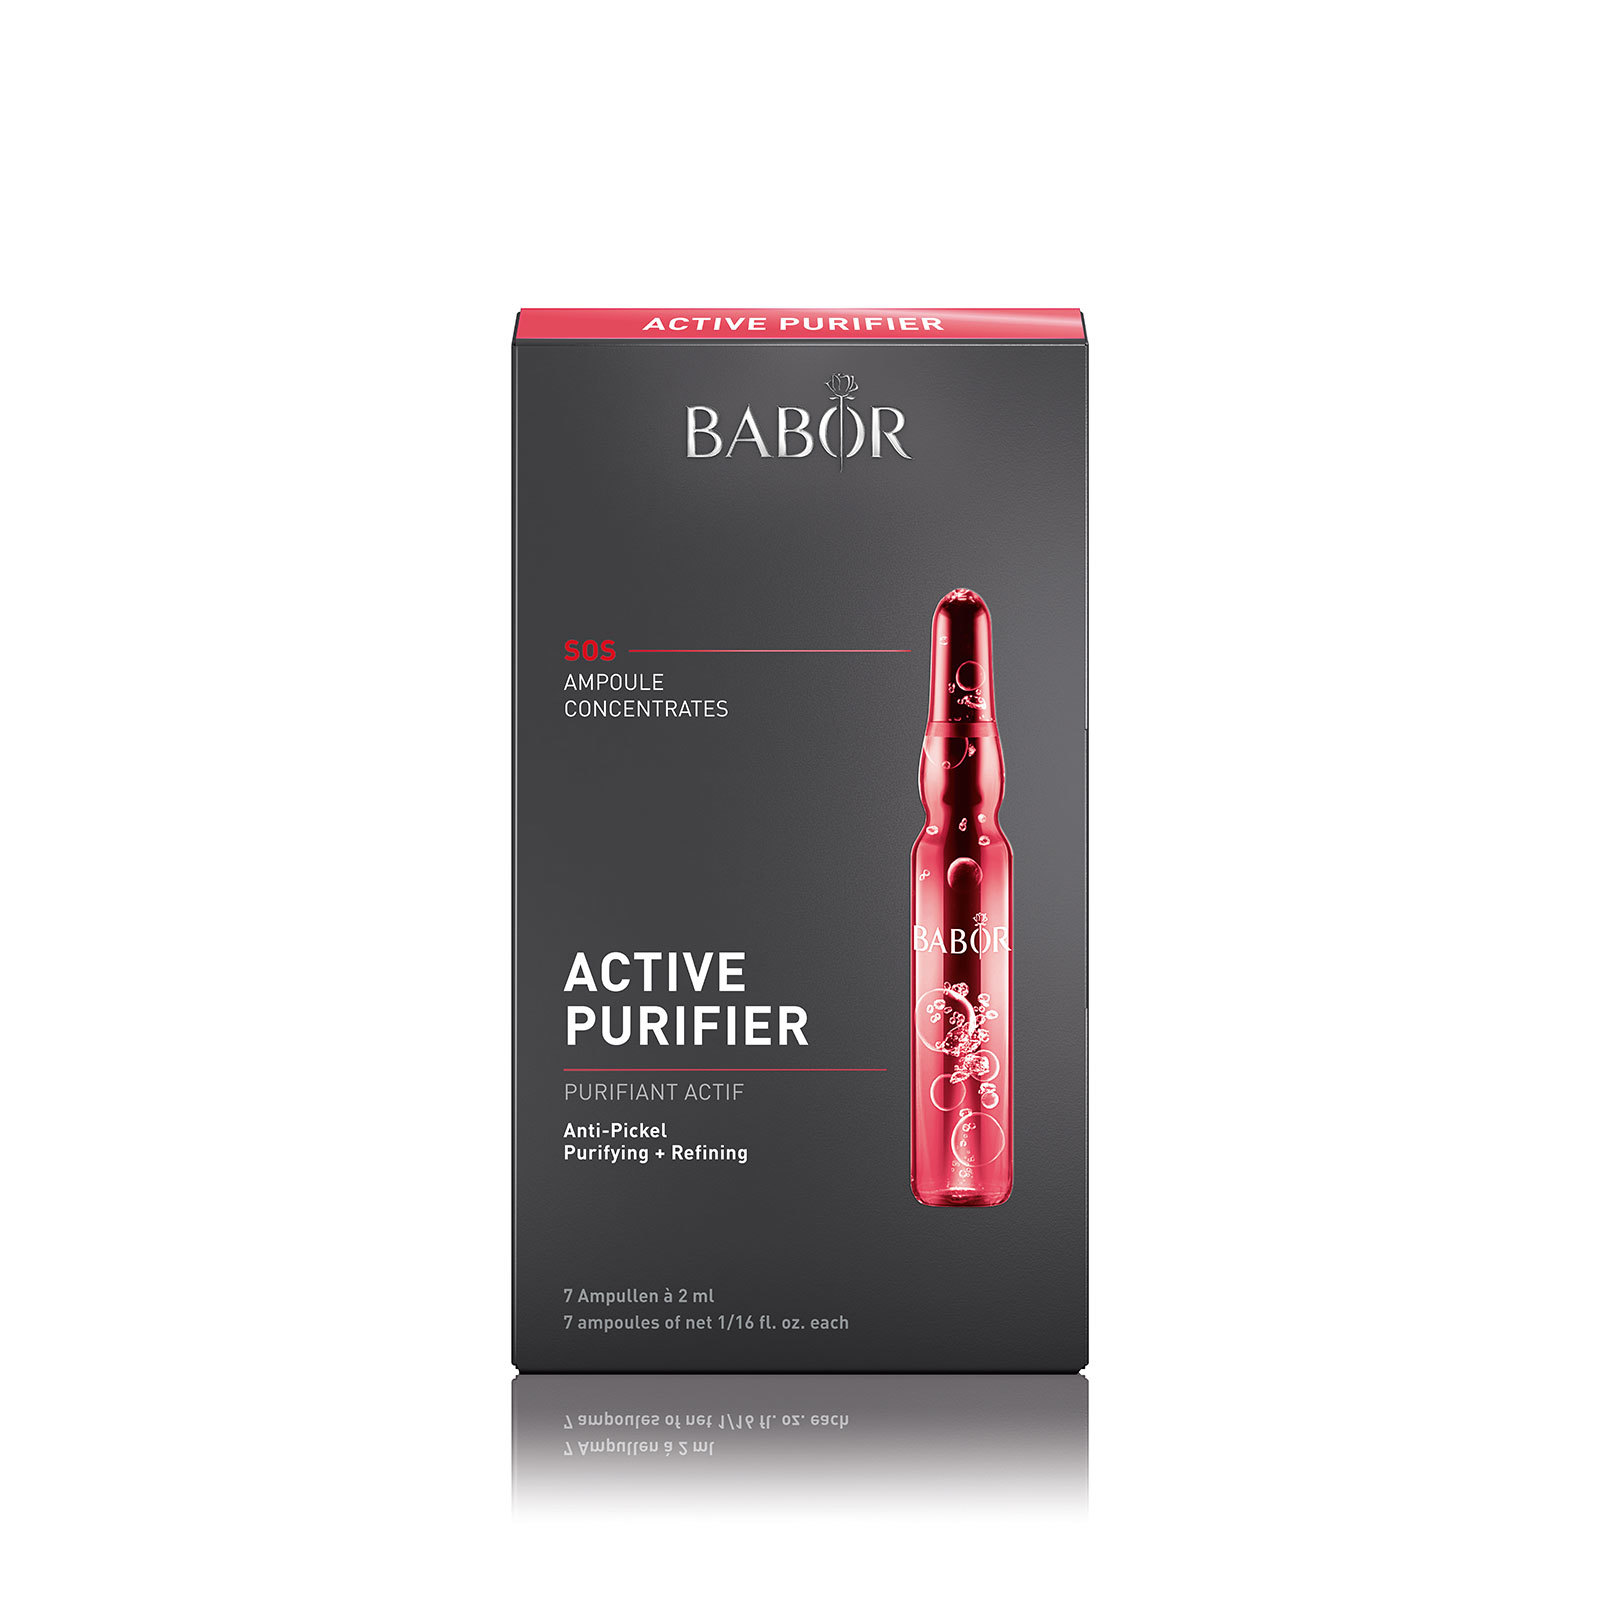 ACTIVE PURIFIER
BABOR
SOS
AMPOULE
CONCENTRATES
BABOR
ACTIVE
PURIFIER
PURIFIANT ACTIF
Anti-Pickel
Purifying + Refining
7 Ampullen à 2 ml
7 ampoules of net 1/16 fl. oz. each